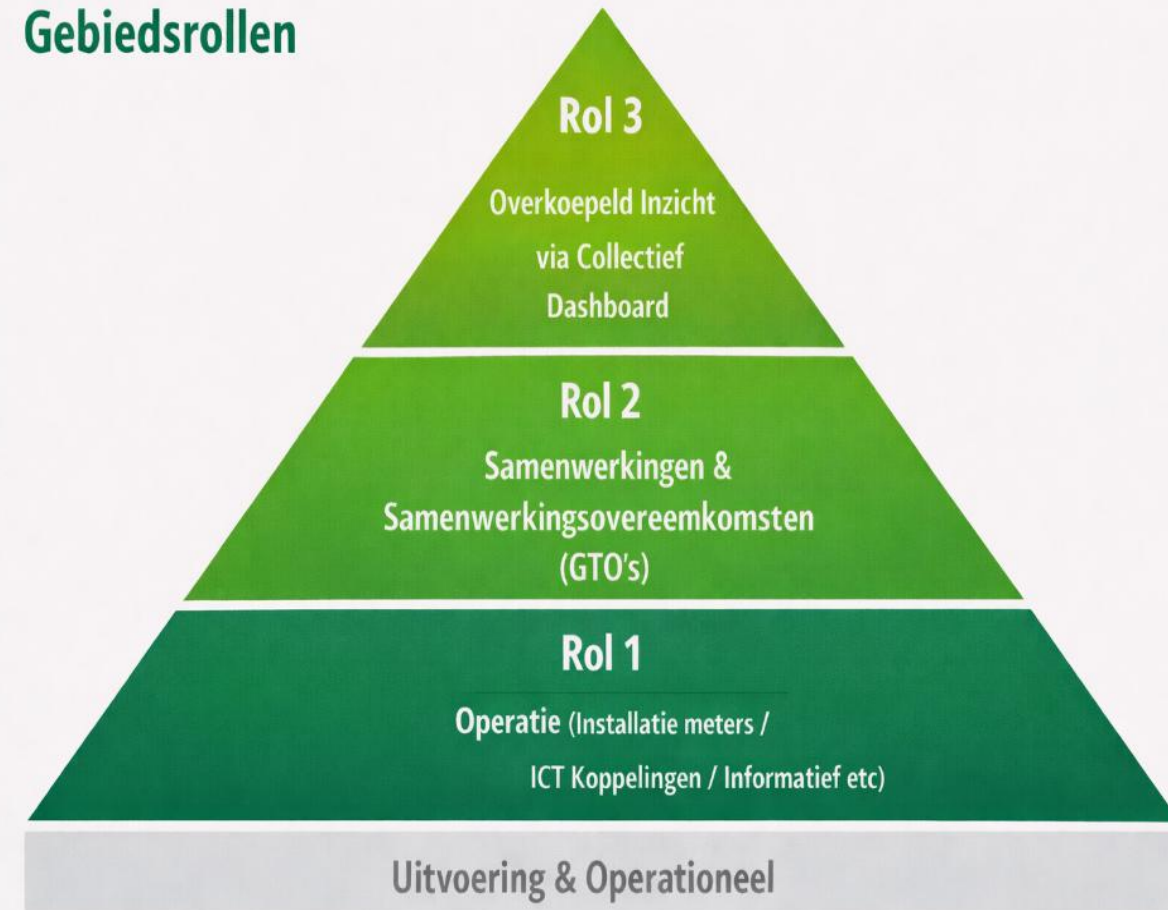 Gebiedsrollen
Rol 3
Overkoepeld Inzicht
via Collectief
Dashboard
Rol 2
Samenwerkingen &
Samenwerkingsovereemkomsten
(GTO's)
Rol 1
Operatie (Installatie meters /
ICT Koppelingen / Informatief etc)
Uitvoering & Operationeel